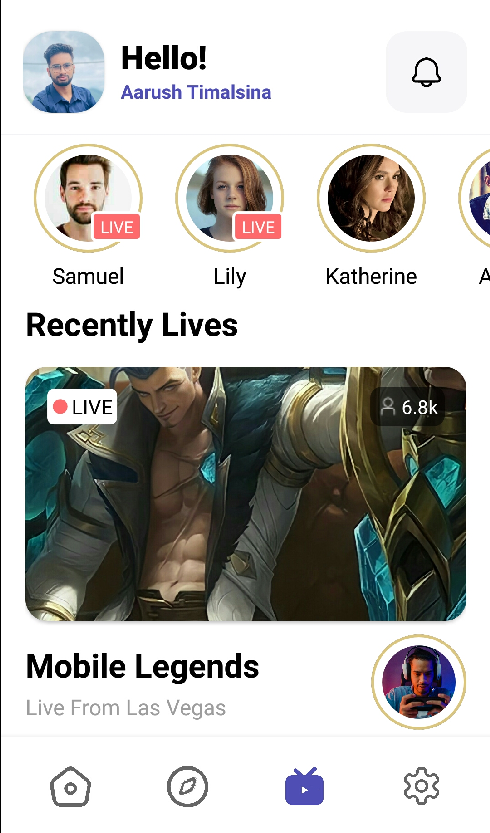 Hello!
Aarush Timalsina
LIVE
LIVE
Samuel
Lily
Katherine
A
Recently Lives
LIVE
6.8k
Mobile Legends
Live From Las Vegas